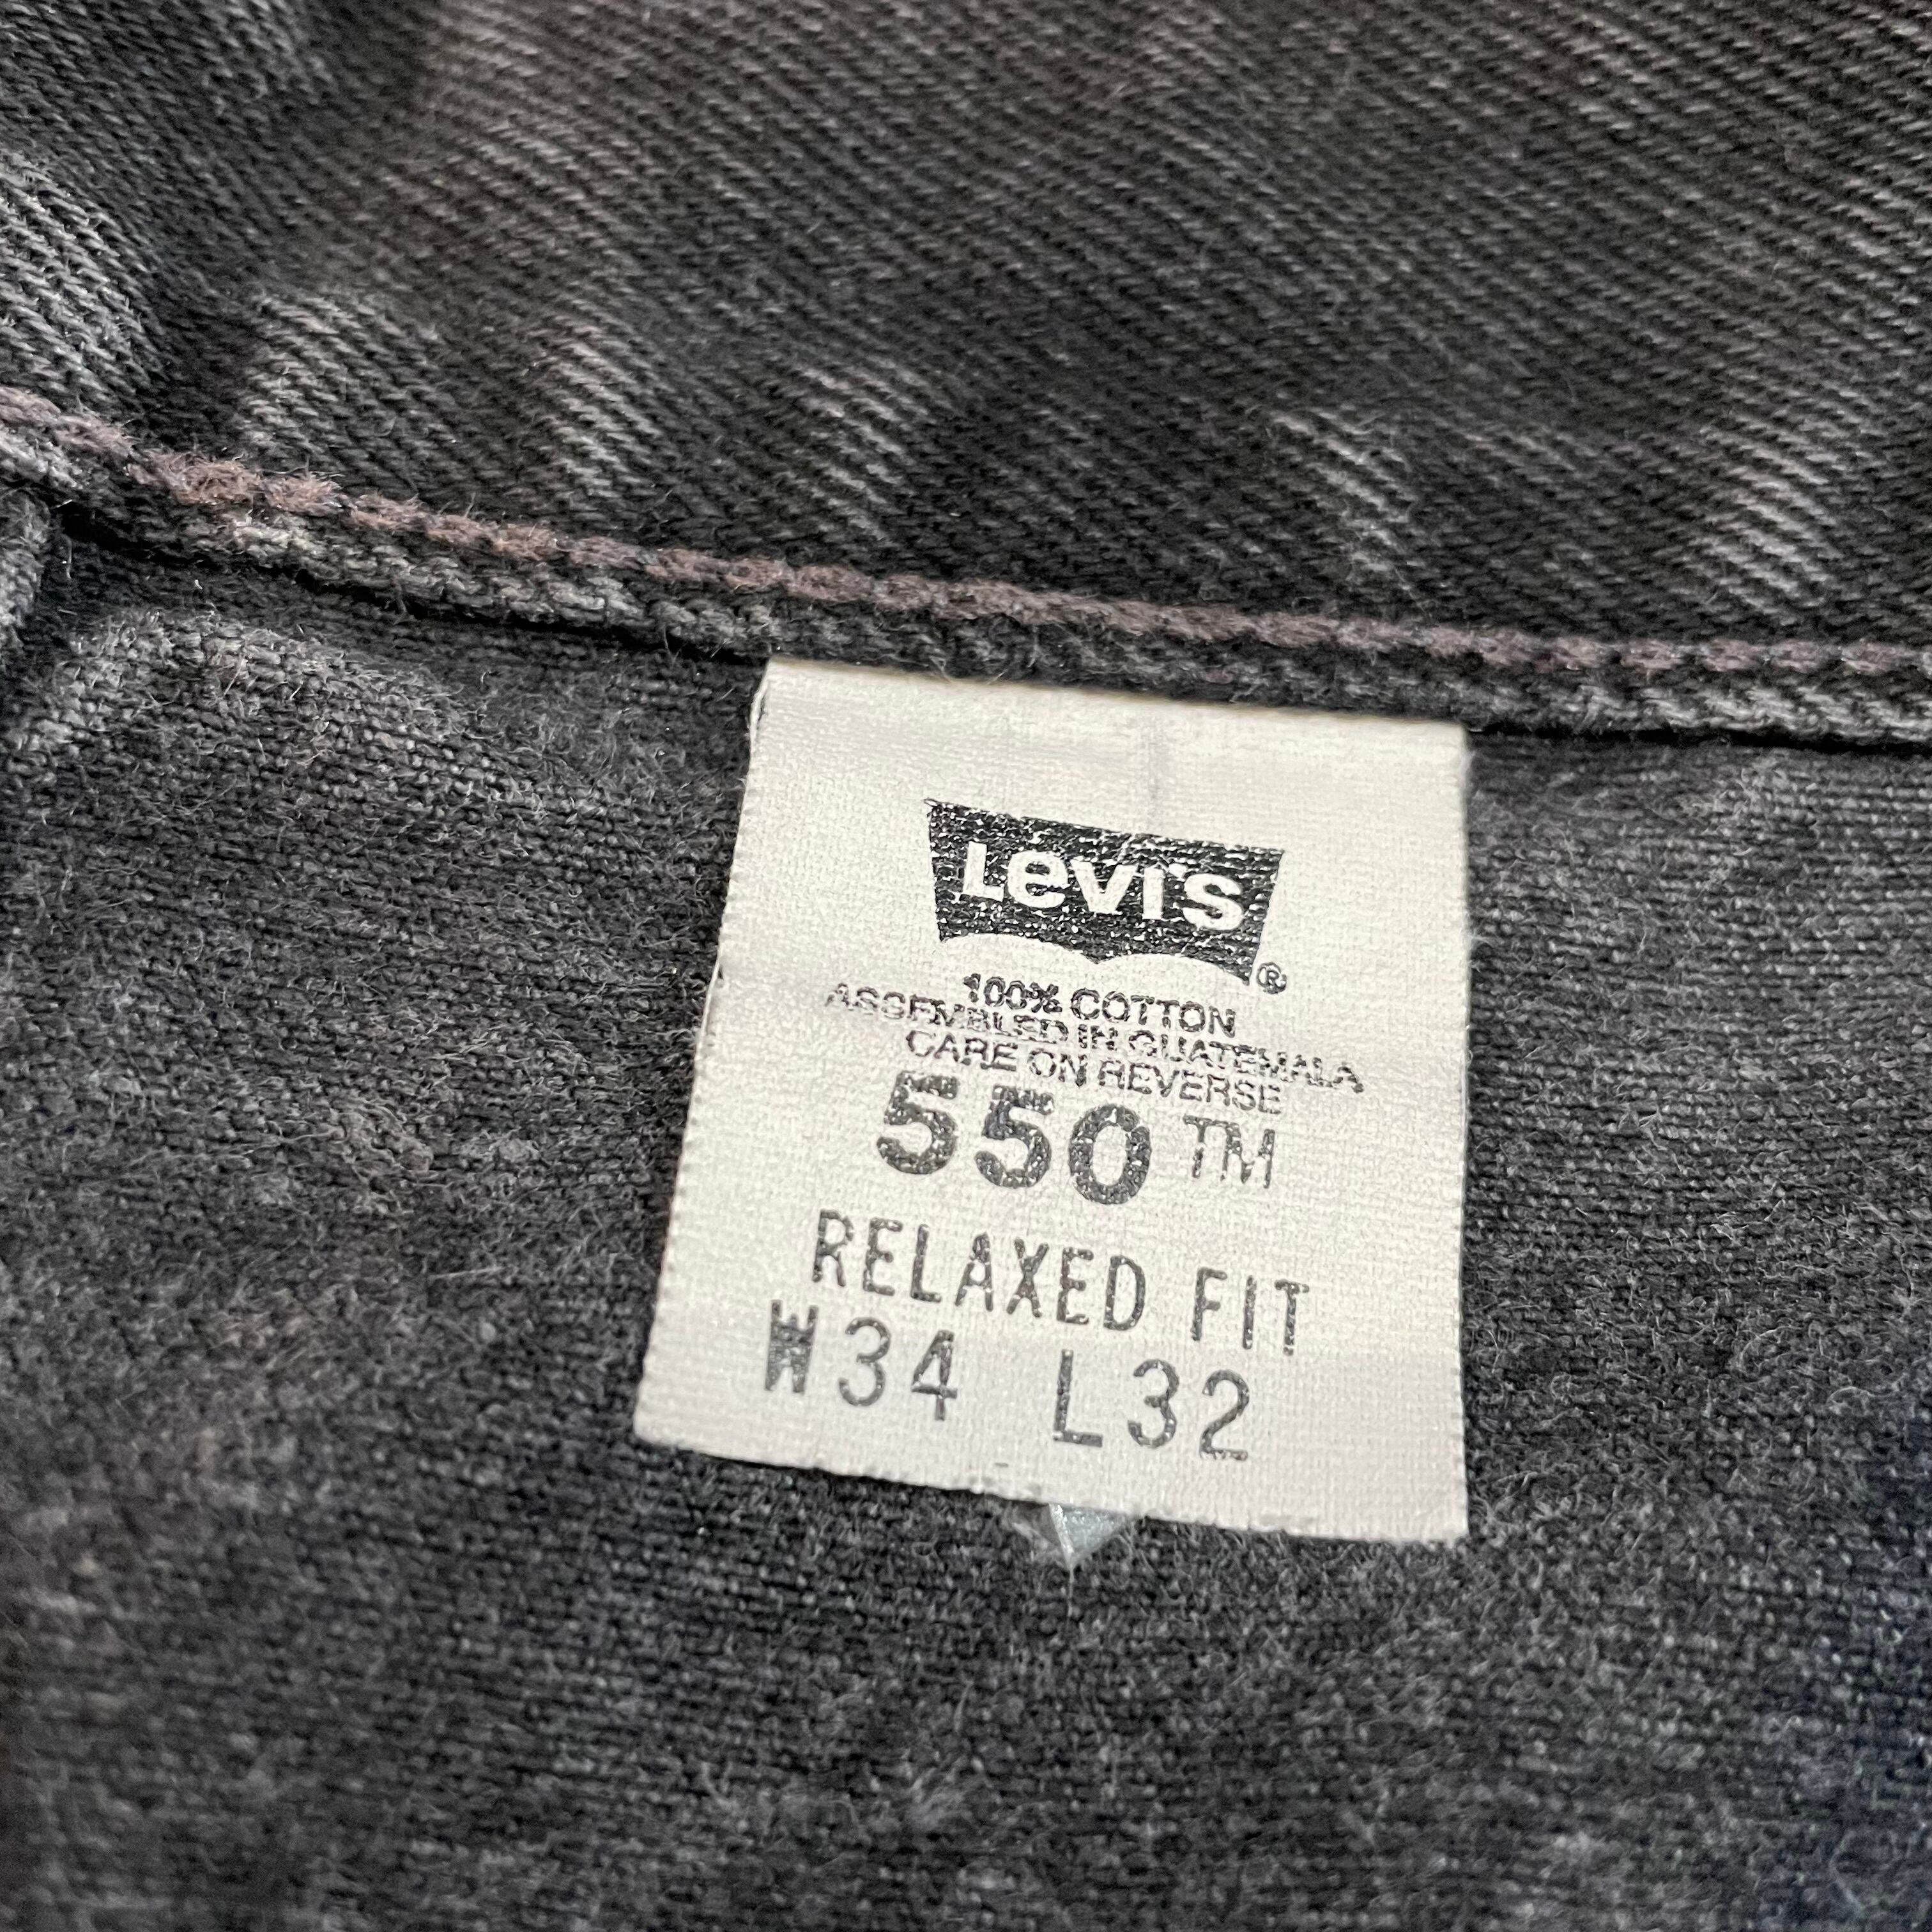 Levi's ®
100% COTTON
ASSEMBLED IN GUATEMALA
CARE ON REVERSE
550 TM
RELAXED FIT
W34 L32